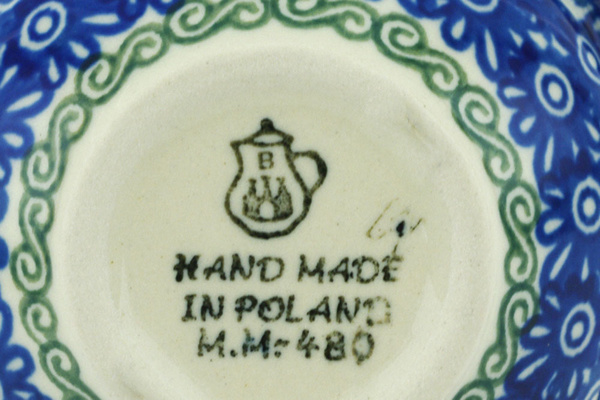 B
HAND MADE
IN POLAND
M.M-480